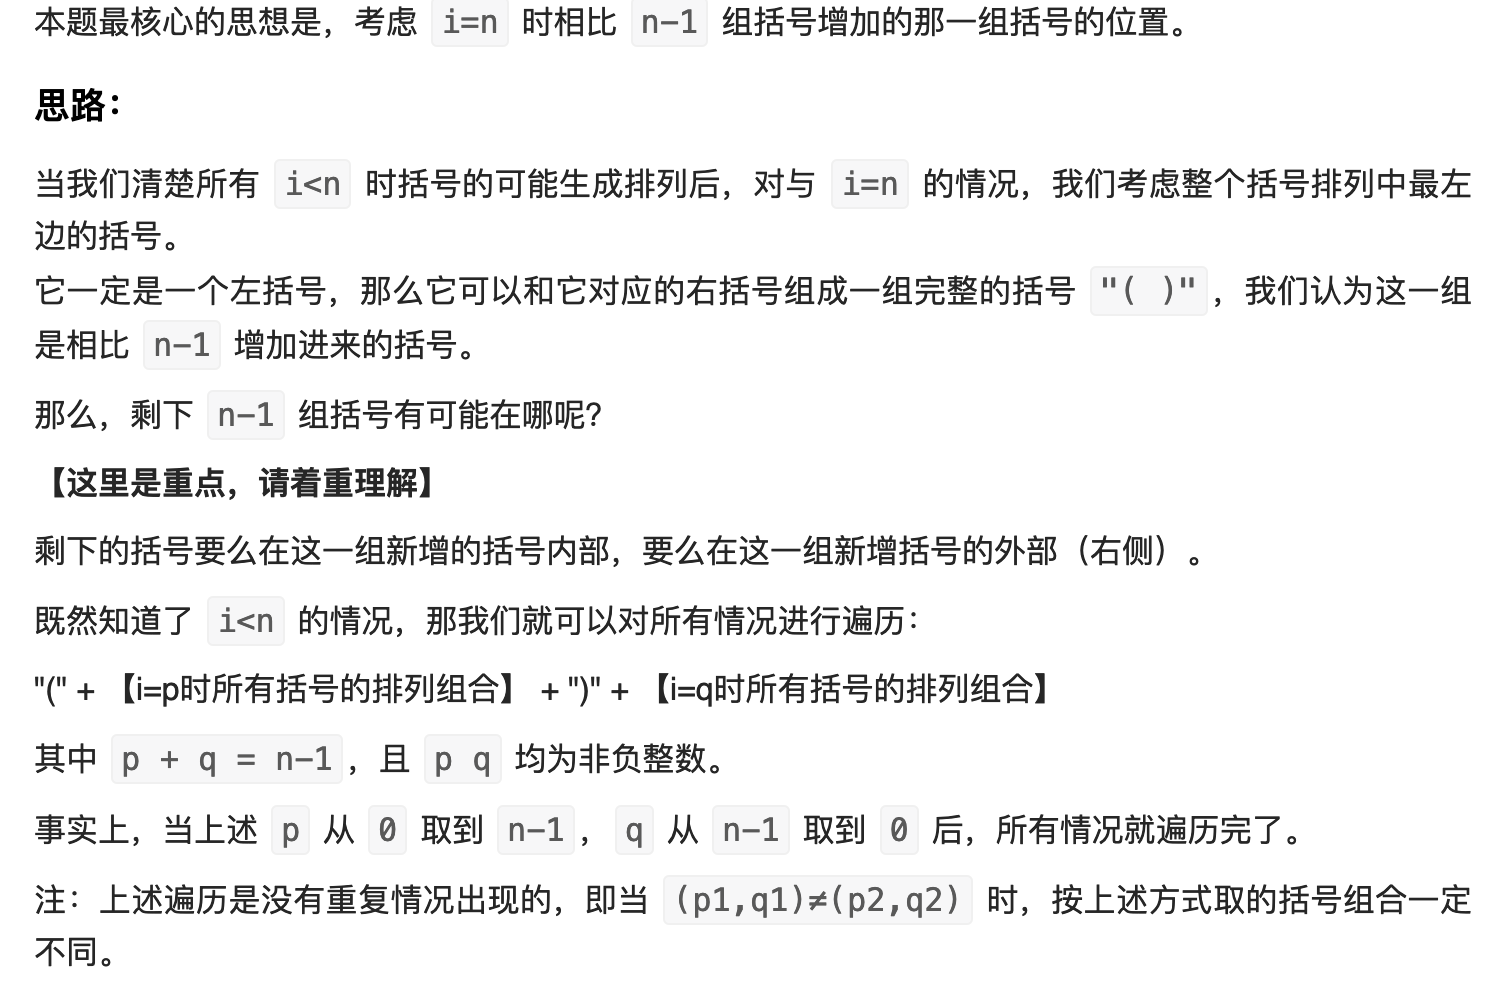 本题最核心的思想是，考虑 i=n 时相比 n-1 组括号增加的那一组括号的位置。
思路：
当我们清楚所有 i<n 时括号的可能生成排列后，对与 i=n 的情况，我们考虑整个括号排列中最左
边的括号。
它一定是一个左括号，那么它可以和它对应的右括号组成一组完整的括号 "( )"，我们认为这一组
是相比 n-1 增加进来的括号。
那么，剩下 n-1 组括号有可能在哪呢？
【这里是重点，请着重理解】
剩下的括号要么在这一组新增的括号内部，要么在这一组新增括号的外部（右侧）。
既然知道了 i<n 的情况，那我们就可以对所有情况进行遍历：
"(" + 【i=p时所有括号的排列组合】 + ")" + 【i=q时所有括号的排列组合】
其中 p + q = n-1，且 p q 均为非负整数。
事实上，当上述 p 从 0 取到 n-1，q 从 n-1 取到 0 后，所有情况就遍历完了。
注：上述遍历是没有重复情况出现的，即当 (p1,q1)≠(p2,q2) 时，按上述方式取的括号组合一定
不同。